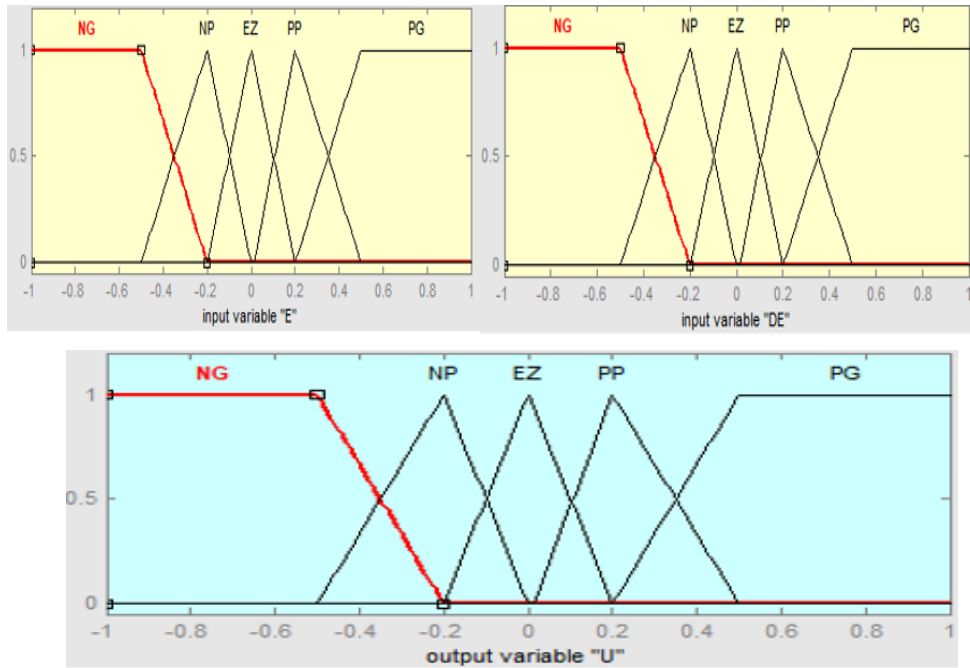 NG NP EZ PP PG
1
0.5
0
-1 -0.8 -0.6 -0.4 -0.2 0 0.2 0.4 0.6 0.8 1
input variable "E"
NG NP EZ PP PG
1
0.5
0
-1 -0.8 -0.6 -0.4 -0.2 0 0.2 0.4 0.6 0.8 1
input variable "DE"
NG NP EZ PP PG
1
0.5
0
-1 -0.8 -0.6 -0.4 -0.2 0 0.2 0.4 0.6 0.8 1
output variable "U"